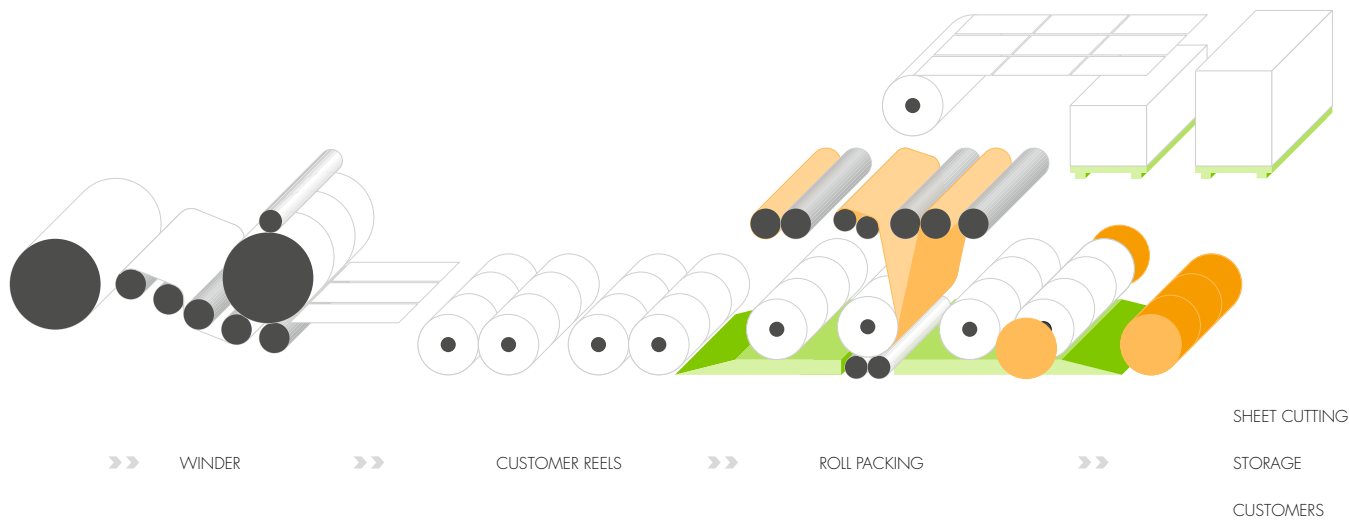 SHEET CUTTING
WINDER CUSTOMER REELS ROLL PACKING STORAGE
CUSTOMERS